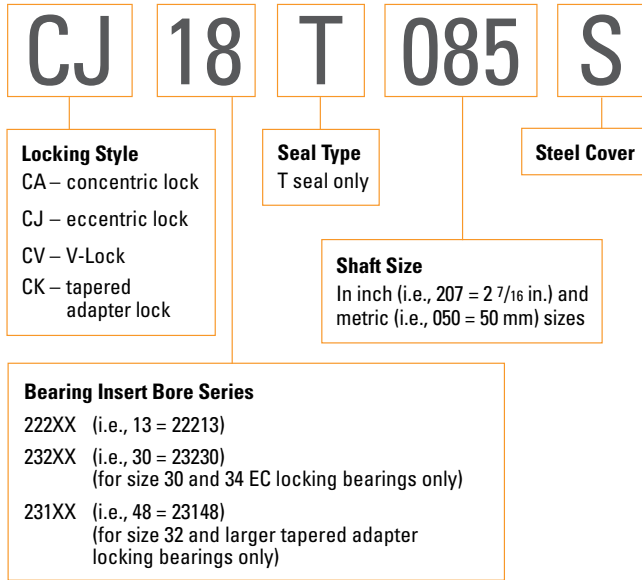 CJ 18 T 085 S
Locking Style
CA – concentric lock
CJ – eccentric lock
CV – V-Lock
CK – tapered
adapter lock
Seal Type
T seal only
Steel Cover
Shaft Size
In inch (i.e., 207 = 2 7/16 in.) and
metric (i.e., 050 = 50 mm) sizes
Bearing Insert Bore Series
222XX (i.e., 13 = 22213)
232XX (i.e., 30 = 23230)
(for size 30 and 34 EC locking bearings only)
231XX (i.e., 48 = 23148)
(for size 32 and larger tapered adapter
locking bearings only)